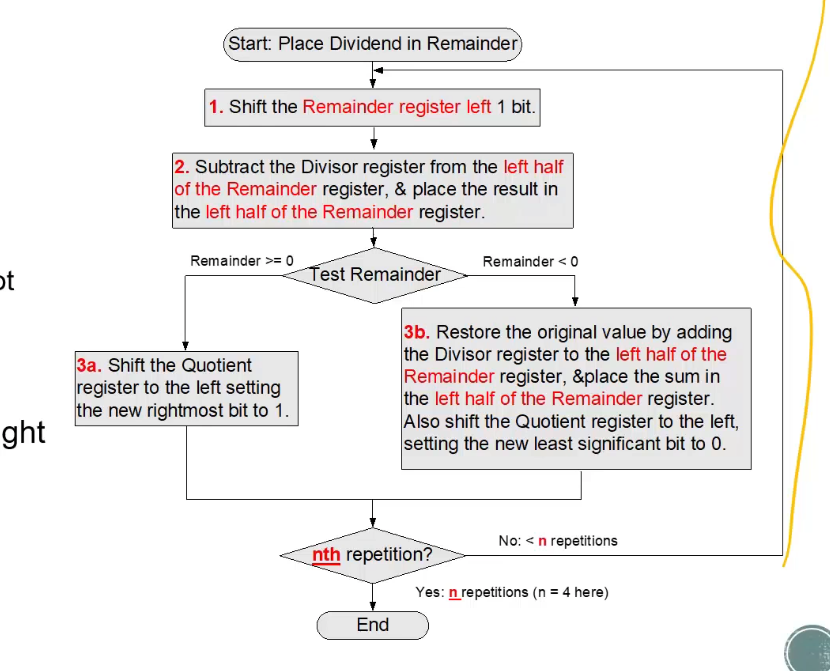 Start: Place Dividend in Remainder
1. Shift the Remainder register left 1 bit.
2. Subtract the Divisor register from the left half
of the Remainder register, & place the result in
the left half of the Remainder register.
Remainder >= 0
Test Remainder
Remainder < 0
3a. Shift the Quotient
register to the left setting
the new rightmost bit to 1.
3b. Restore the original value by adding
the Divisor register to the left half of the
Remainder register, &place the sum in
the left half of the Remainder register.
Also shift the Quotient register to the left,
setting the new least significant bit to 0.
ot
ght
nth repetition?
No: < n repetitions
Yes: n repetitions (n = 4 here)
End